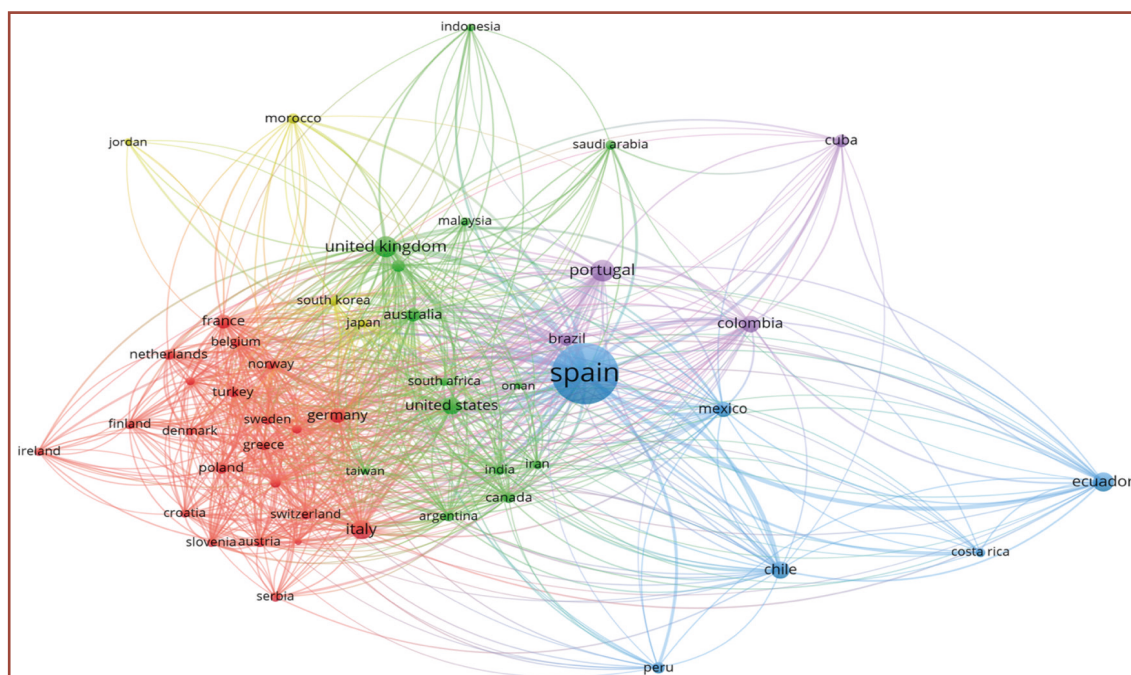 indonesia
morocco
jordan
saudi arabia
cuba
malaysia
united kingdom
portugal
south korea
australia
france
japan
colombia
belgium
brazil
netherlands
norway
spain
south africa
oman
turkey
united states
mexico
germany
sweden
finland
denmark
greece
ireland
poland
taiwan
india
iran
ecuador
canada
croatia
switzerland
argentina
italy
slovenia
austria
costa rica
chile
serbia
peru